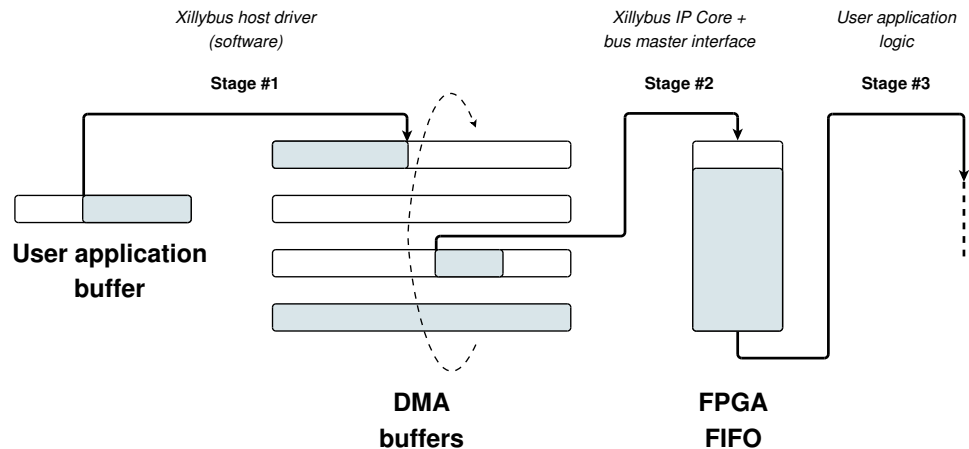 Xillybus host driver
(software)
Stage #1
Xillybus IP Core +
bus master interface
Stage #2
User application
logic
Stage #3
User application
buffer
DMA
buffers
FPGA
FIFO